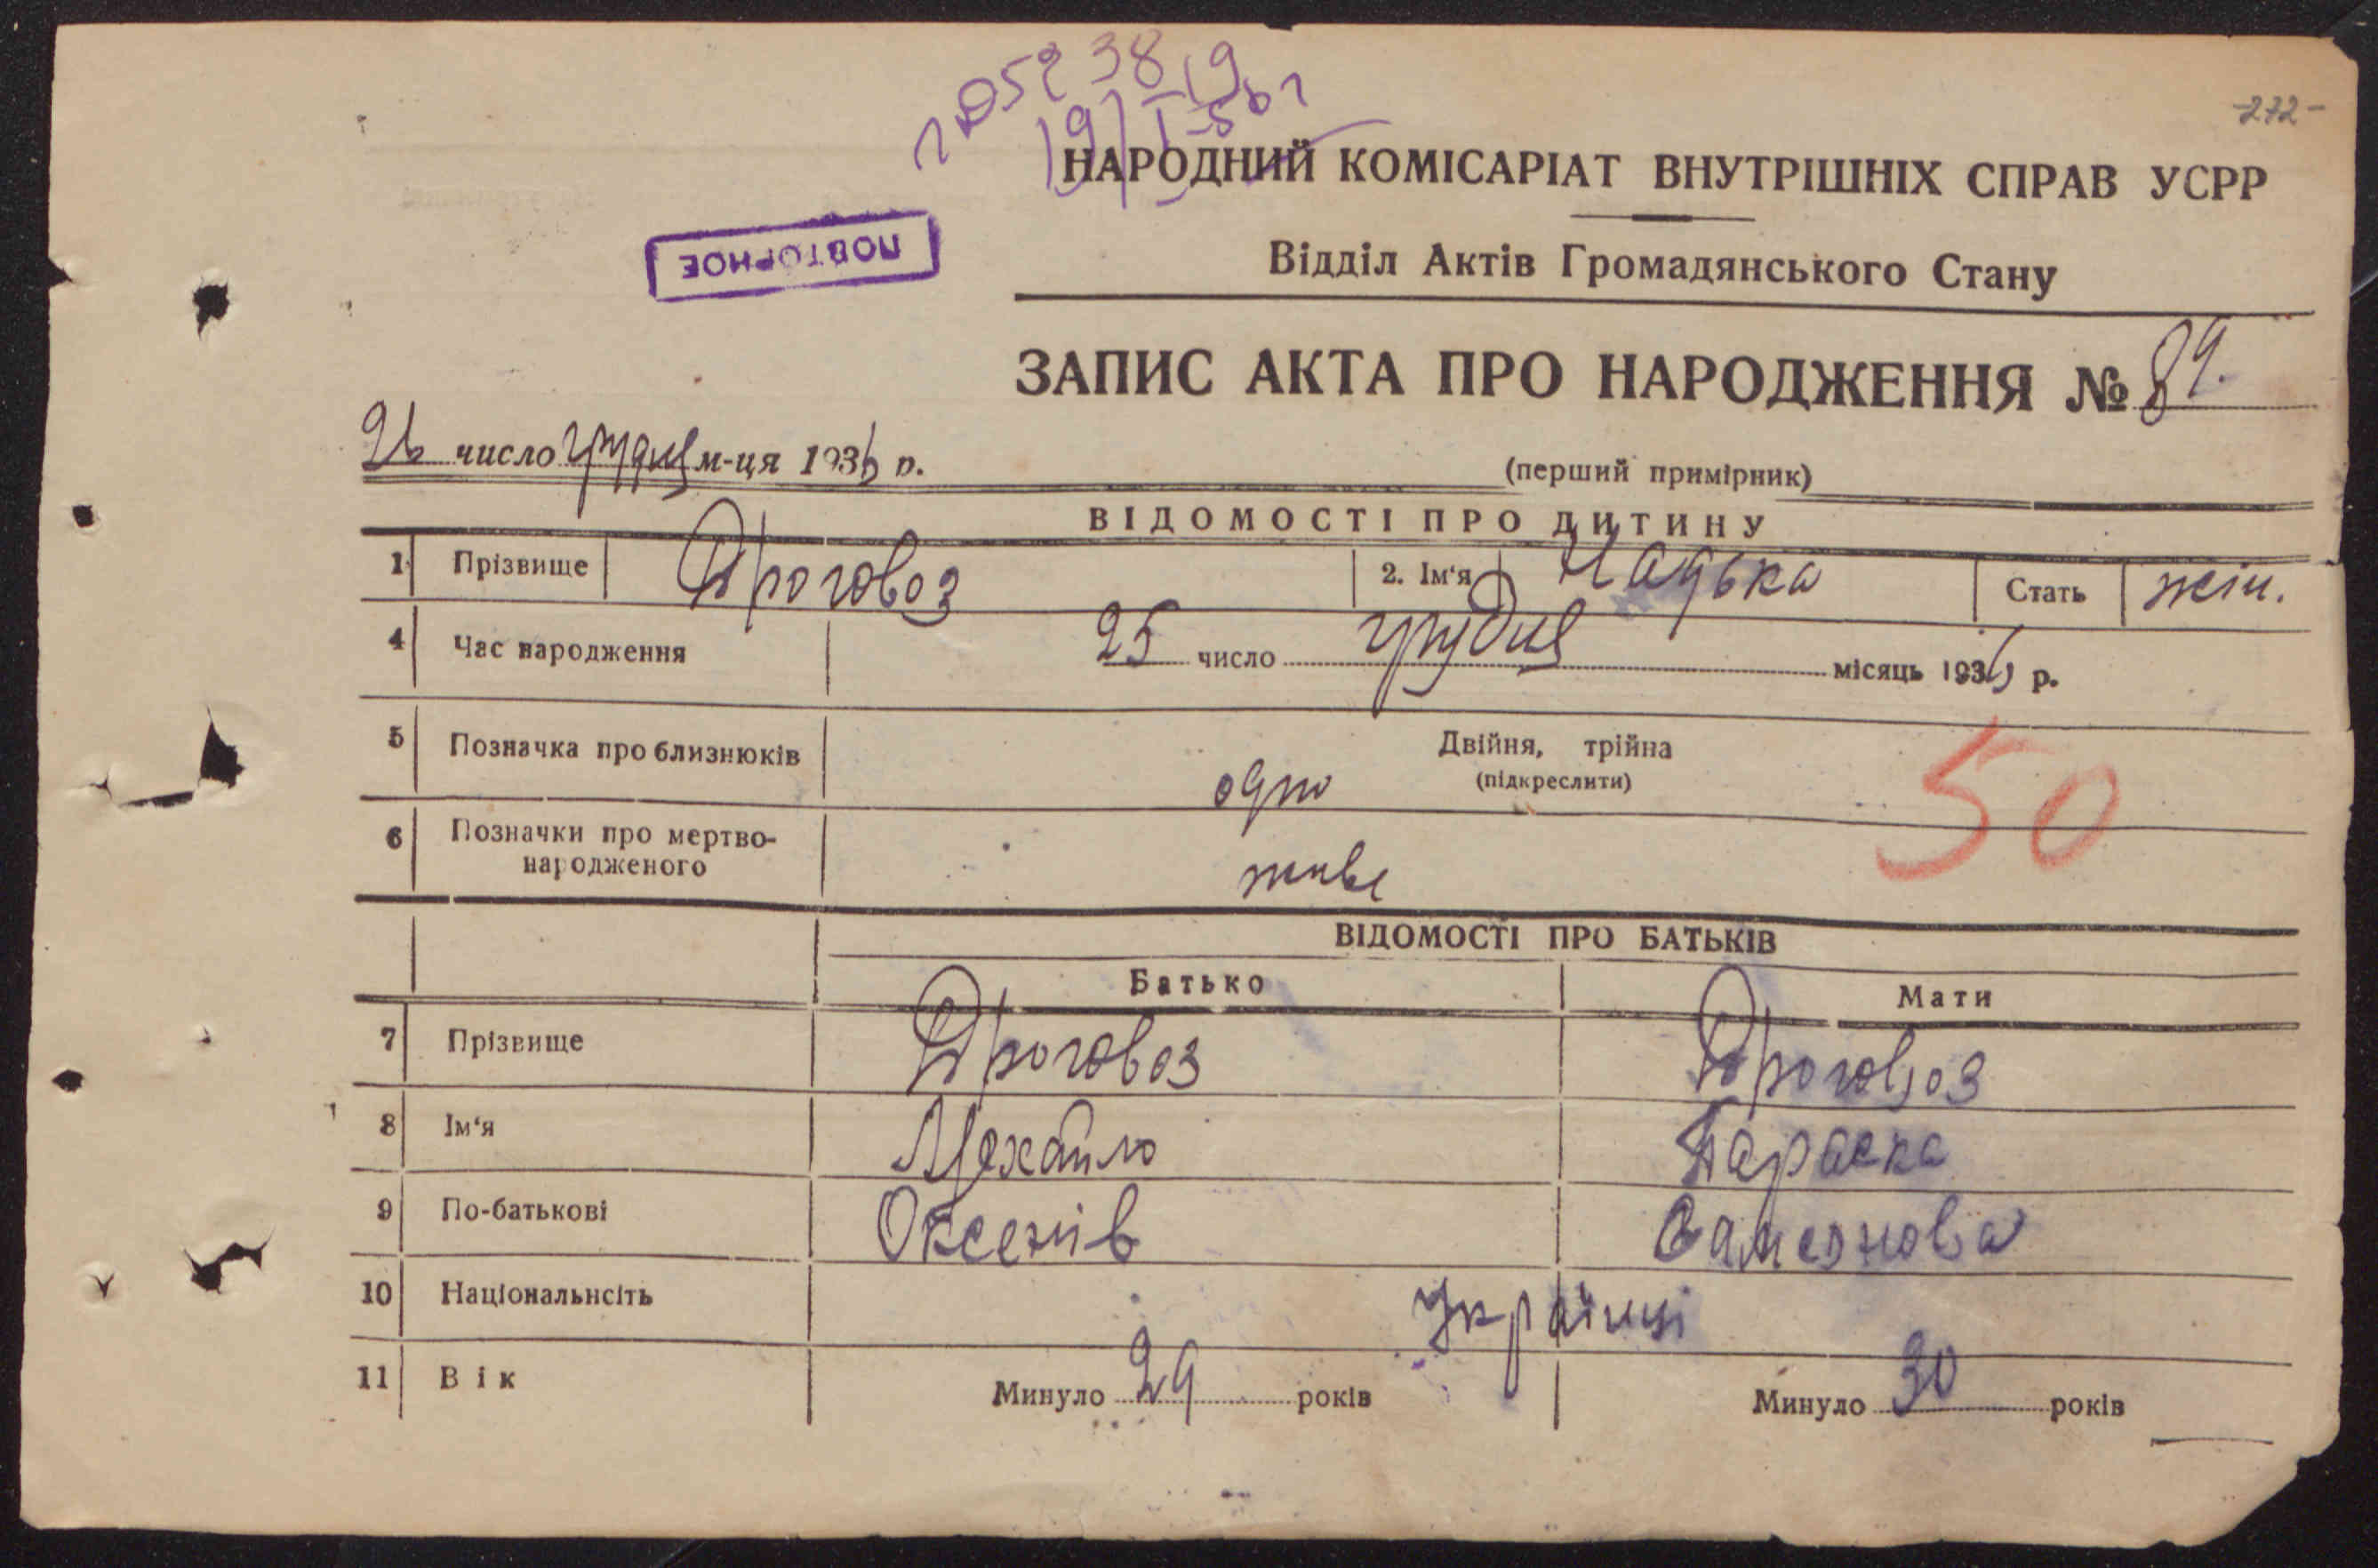 -272-
НАРОДНИЙ КОМІСАРІАТ ВНУТРІШНІХ СПРАВ УСРР
ПОВТОРНОЕ
Відділ Актів Громадянського Стану
ЗАПИС АКТА ПРО НАРОДЖЕННЯ № 89.
26 число грудня м-ця 1936 р.
(перший примірник)
ВІДОМОСТІ ПРО ДИТИНУ
1 Прізвище Дроговоз 2. Ім'я Надька Стать жін.
4 Час народження 25 число грудня місяць 1936 р.
5 Позначка про близнюків одно Двійня, трійна
(підкреслити)
50
6 Позначки про мертво-
народженого живе
ВІДОМОСТІ ПРО БАТЬКІВ
Батько Мати
7 Прізвище Дроговоз Дроговоз
8 Ім'я Михайло Параска
9 По-батькові Оксенів Самсонова
10 Національнсіть Українці
11 Вік Минуло 29 років Минуло 30 років